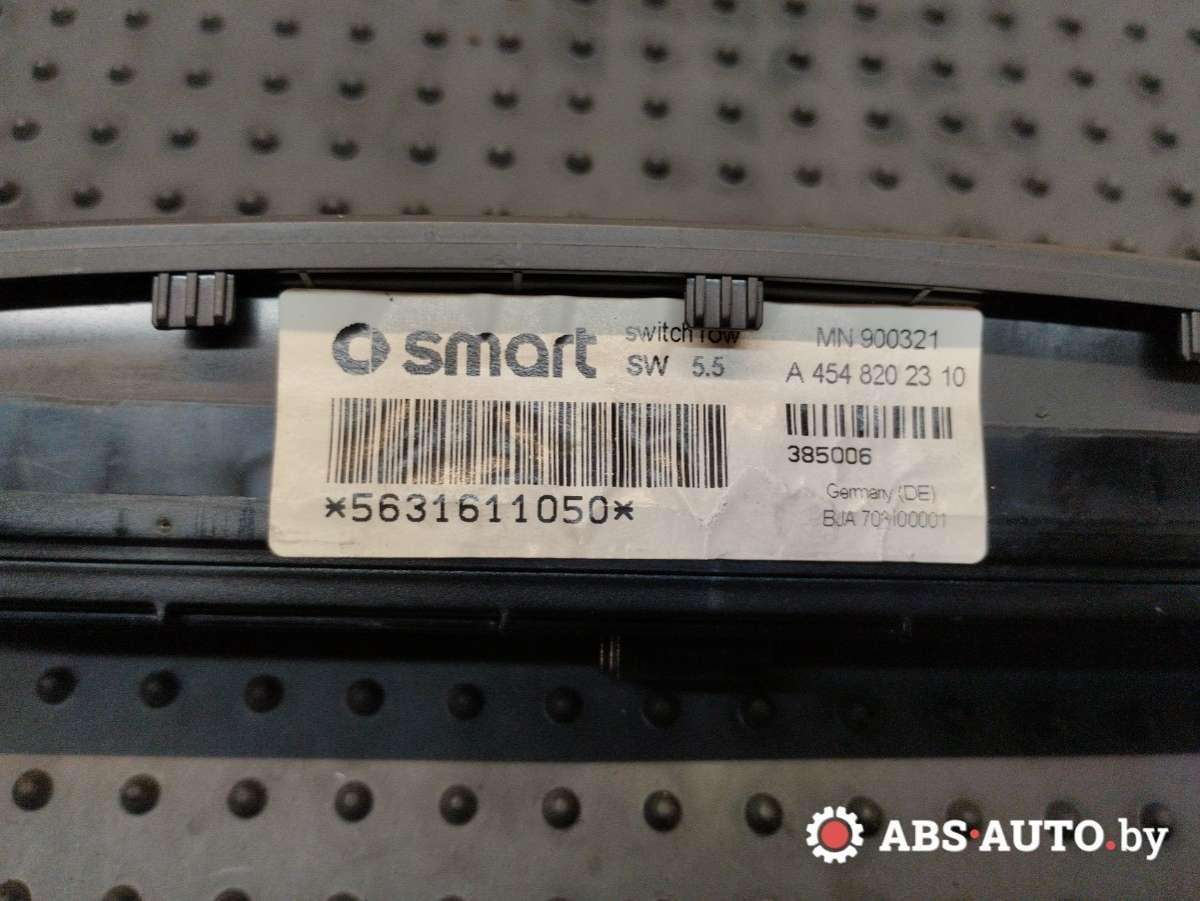 smart
switch row
SW 5.5
MN 900321
A 454 820 23 10
385006
*5631611050*
Germany (DE)
BJA
ABS·AUTO.by